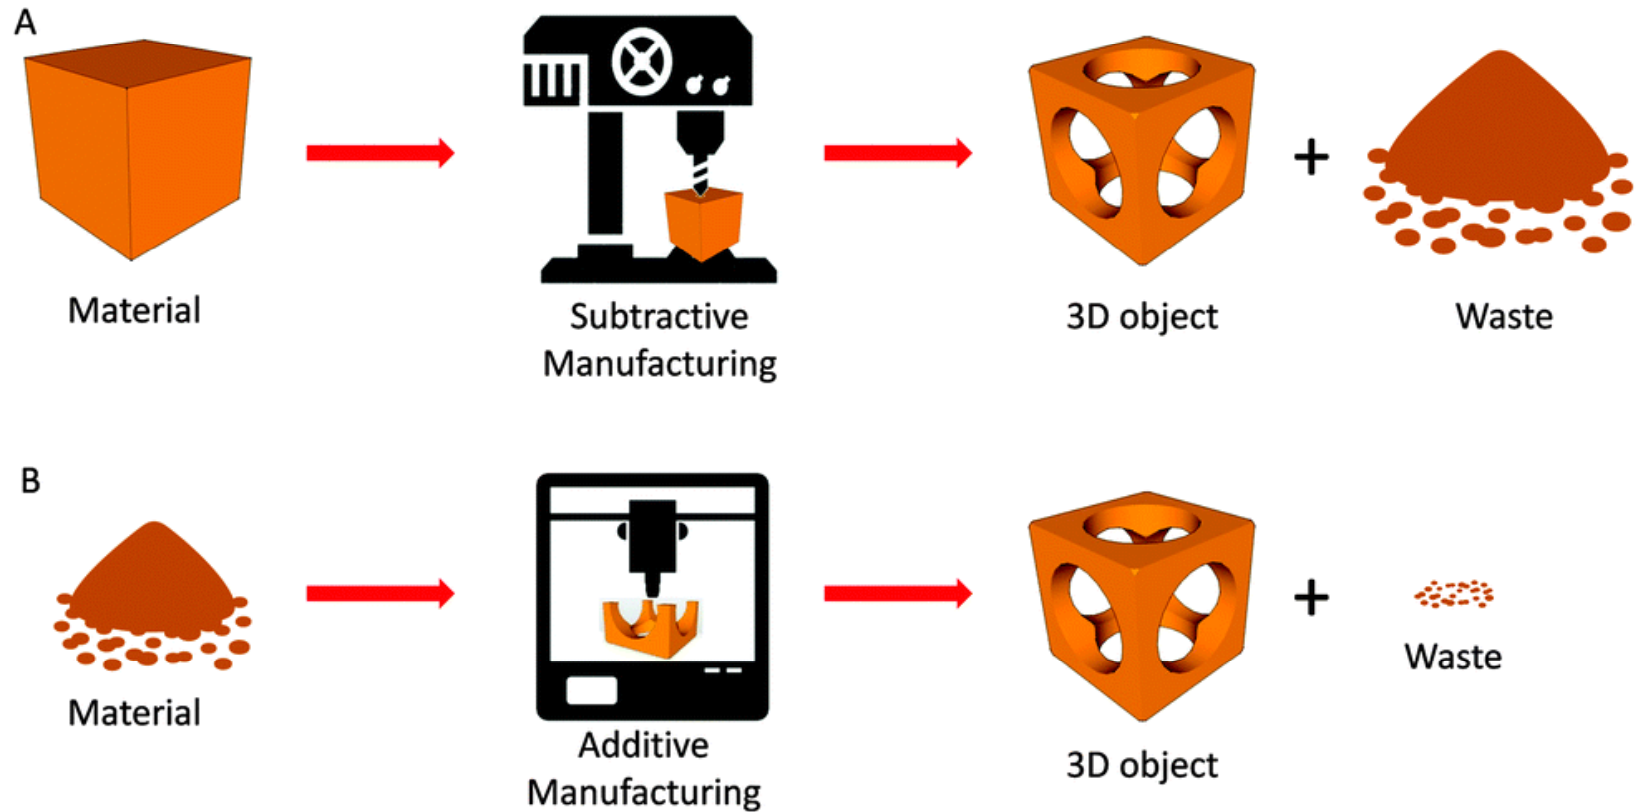 A
Material
Subtractive
Manufacturing
3D object
+
Waste
B
Material
Additive
Manufacturing
3D object
+
Waste